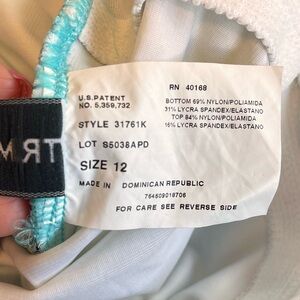 U.S. PATENT
NO. 5,359,732
STYLE 31761K
LOT S5038APD
SIZE 12
MADE IN DOMINICAN REPUBLIC
764509018706
FOR CARE SEE REVERSE SIDE
RN 40168
BOTTOM 69% NYLON/POLIAMIDA
31% LYCRA SPANDEX/ELASTANO
TOP 84% NYLON/POLIAMIDA
16% LYCRA SPANDEX/ELASTANO